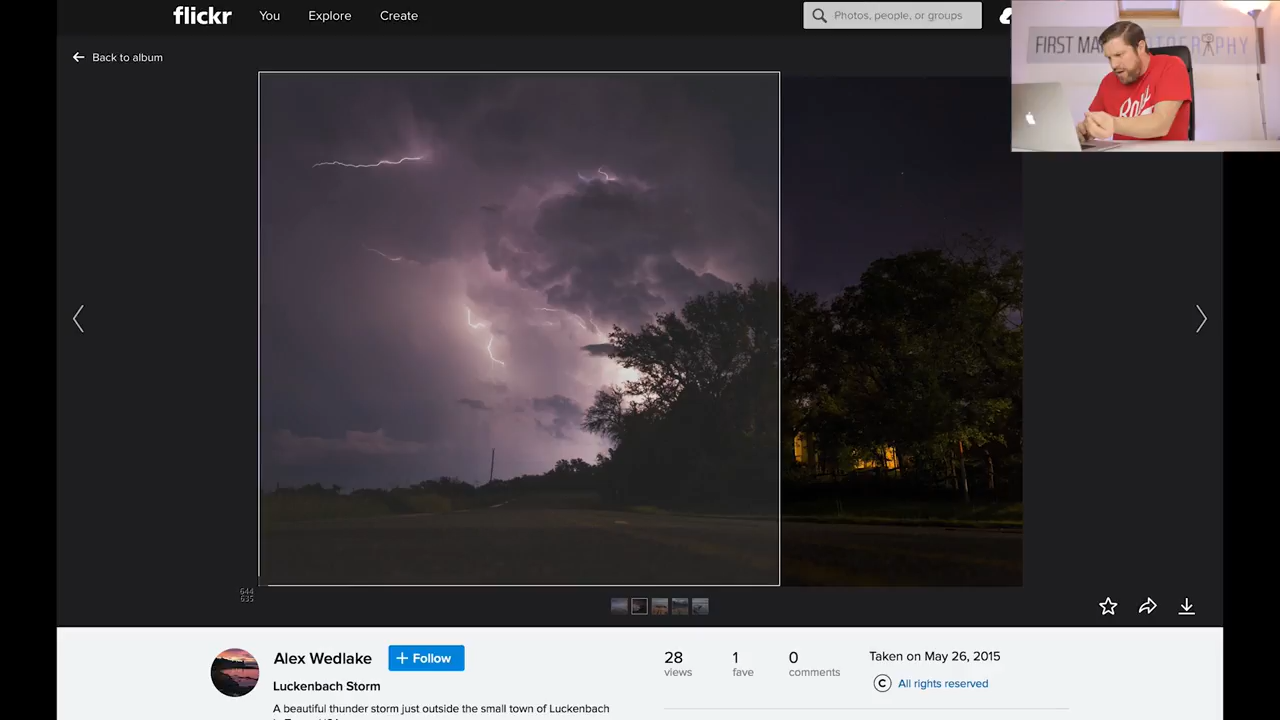 flickr
You
Explore
Create
Photos, people, or groups
Back to album
644
635
Alex Wedlake
+ Follow
Luckenbach Storm
A beautiful thunder storm just outside the small town of Luckenbach
28
views
1
fave
0
comments
Taken on May 26, 2015
© All rights reserved